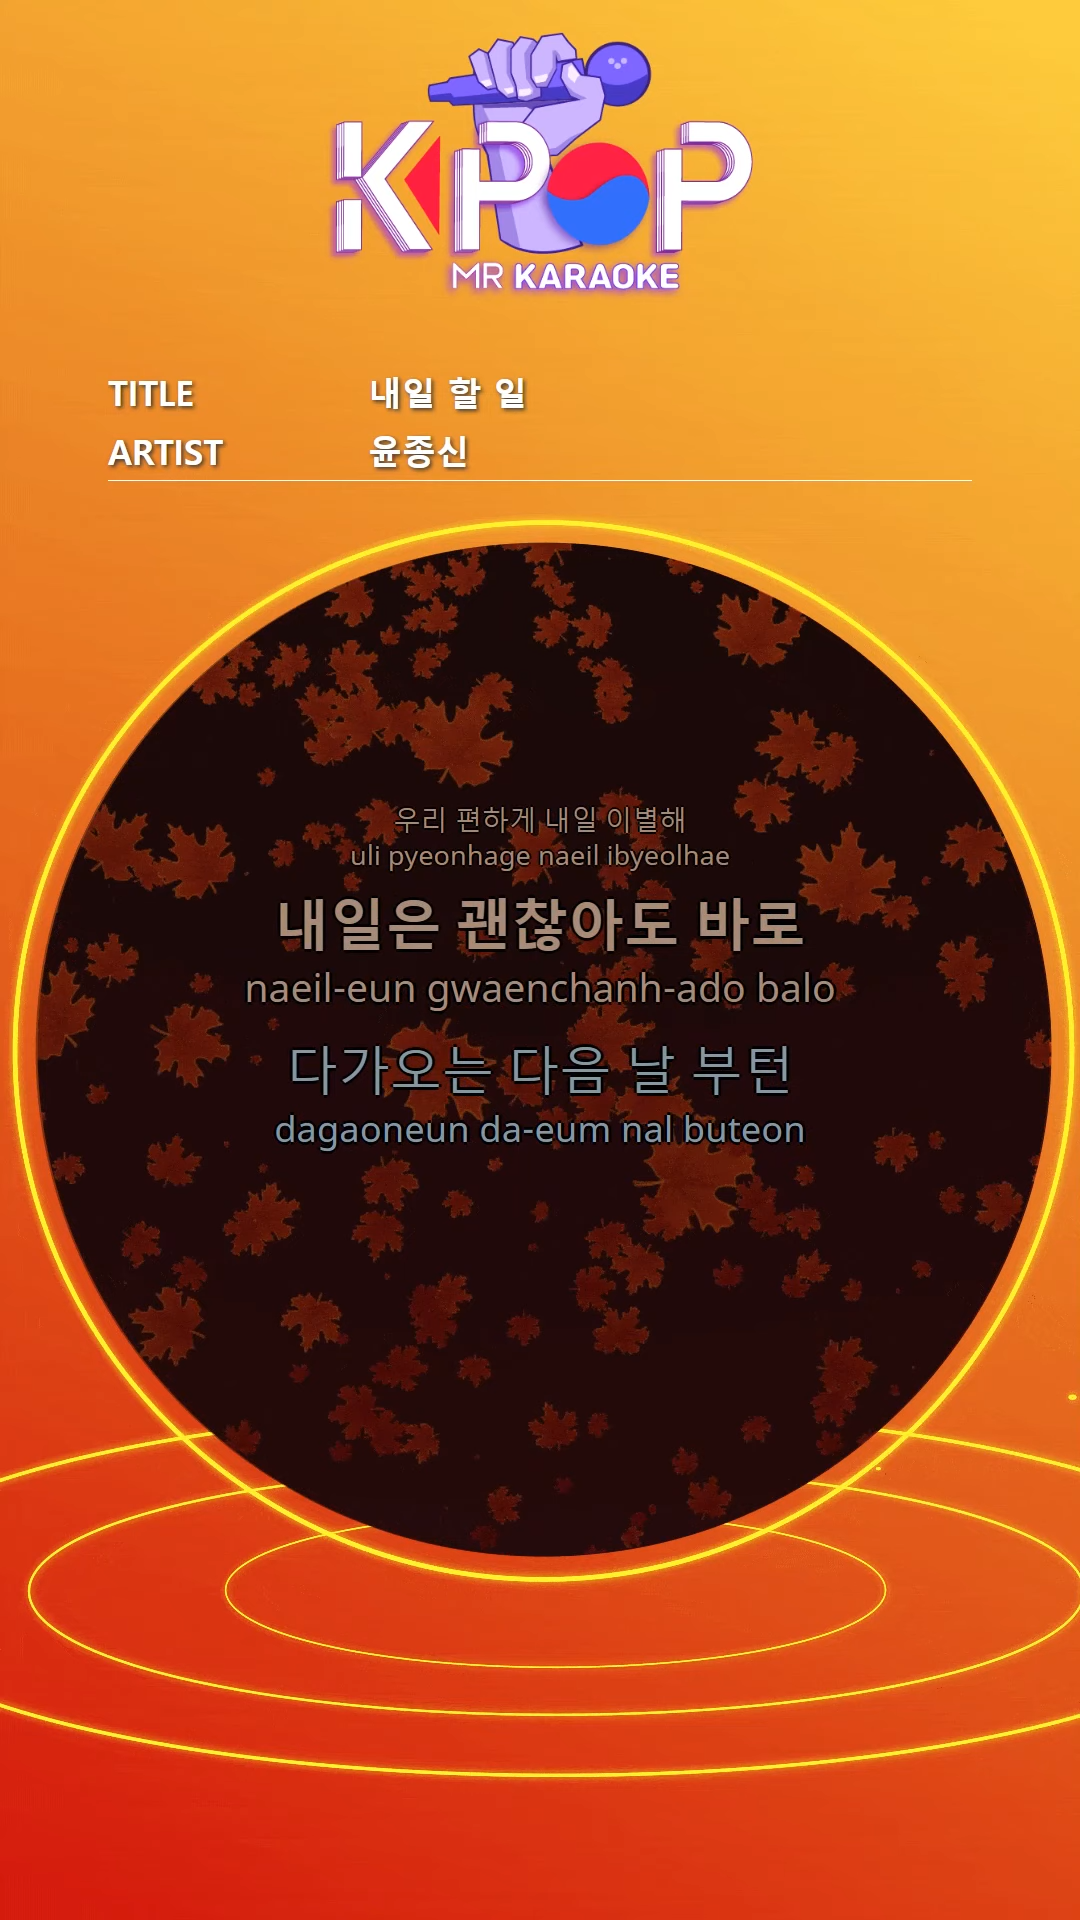 KPOP
MR KARAOKE
TITLE 내일 할 일
ARTIST 윤종신
우리 편하게 내일 이별해
uli pyeonhage naeil ibyeolhae
내일은 괜찮아도 바로
naeil-eun gwaenchanh-ado balo
다가오는 다음 날 부턴
dagaoneun da-eum nal buteon